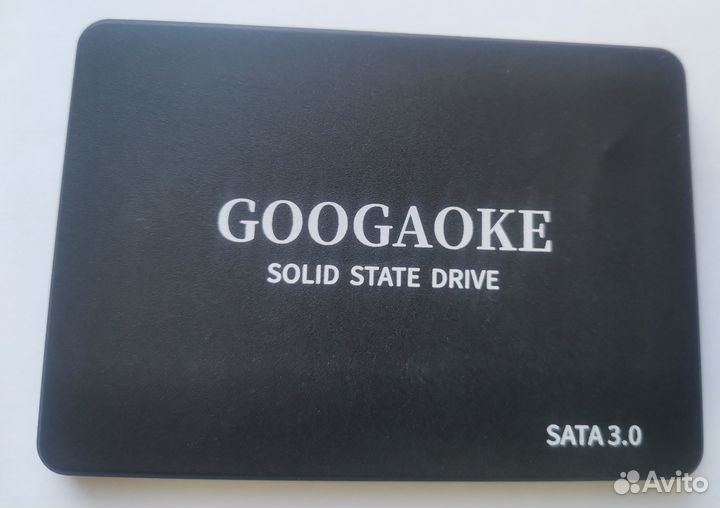 GOOGAOKE
SOLID STATE DRIVE
SATA 3.0
Avito